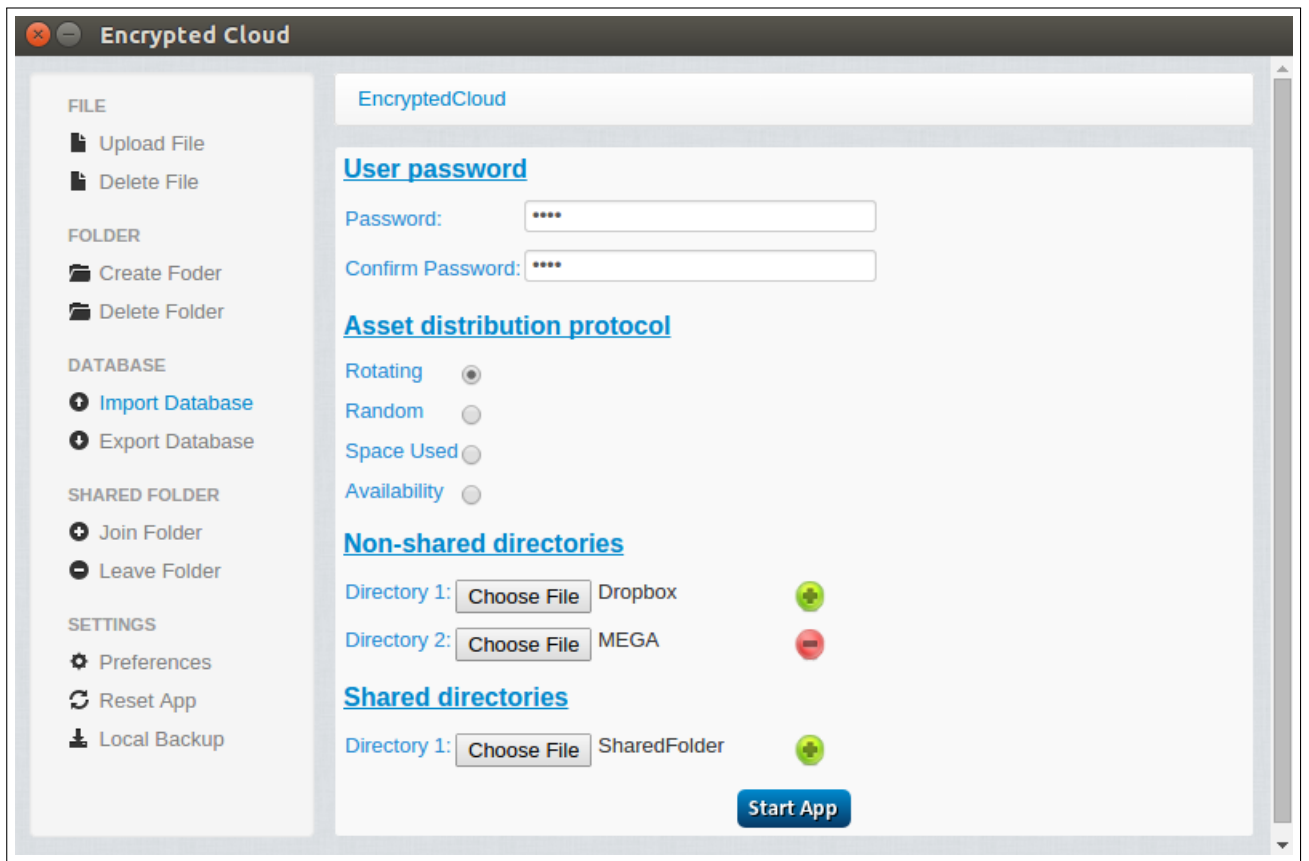 Encrypted Cloud
FILE
Upload File
Delete File
FOLDER
Create Foder
Delete Folder
DATABASE
Import Database
Export Database
SHARED FOLDER
Join Folder
Leave Folder
SETTINGS
Preferences
Reset App
Local Backup
EncryptedCloud
User password
Password: ••••
Confirm Password: ••••
Asset distribution protocol
Rotating
Random
Space Used
Availability
Non-shared directories
Directory 1: Choose File Dropbox
Directory 2: Choose File MEGA
Shared directories
Directory 1: Choose File SharedFolder
Start App